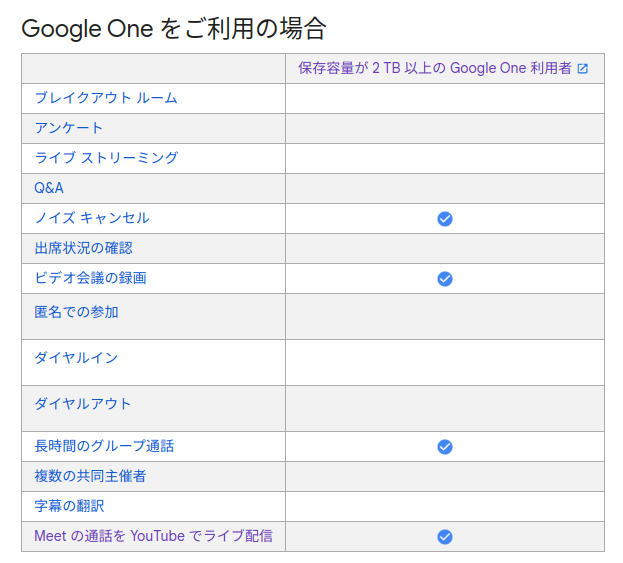 Google One をご利用の場合
保存容量が 2 TB 以上の Google One 利用者
ブレイクアウト ルーム
アンケート
ライブ ストリーミング
Q&A
ノイズ キャンセル
出席状況の確認
ビデオ会議の録画
匿名での参加
ダイヤルイン
ダイヤルアウト
長時間のグループ通話
複数の共同主催者
字幕の翻訳
Meet の通話を YouTube でライブ配信